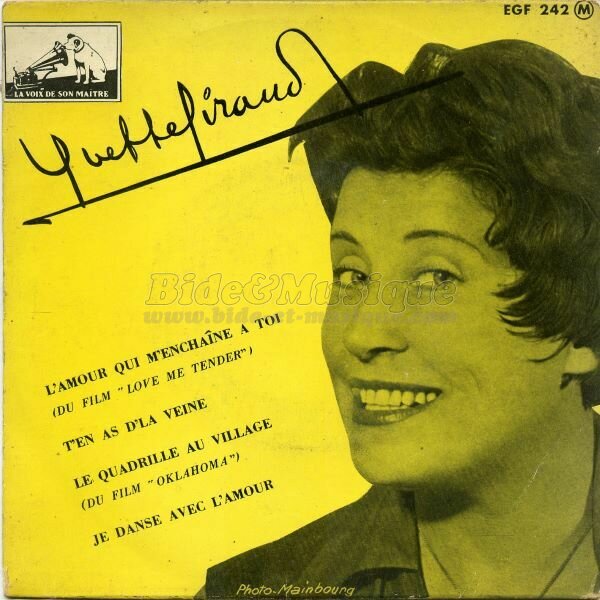 EGF 242 M
LA VOIX DE SON MAÎTRE
Yvette Giraud
Bide&Musique
www.bide-et-musique.com
L'AMOUR QUI M'ENCHAÎNE A TOI
(DU FILM "LOVE ME TENDER")
T'EN AS D'LA VEINE
LE QUADRILLE AU VILLAGE
(DU FILM "OKLAHOMA")
JE DANSE AVEC L'AMOUR
Photo-Mainbourg